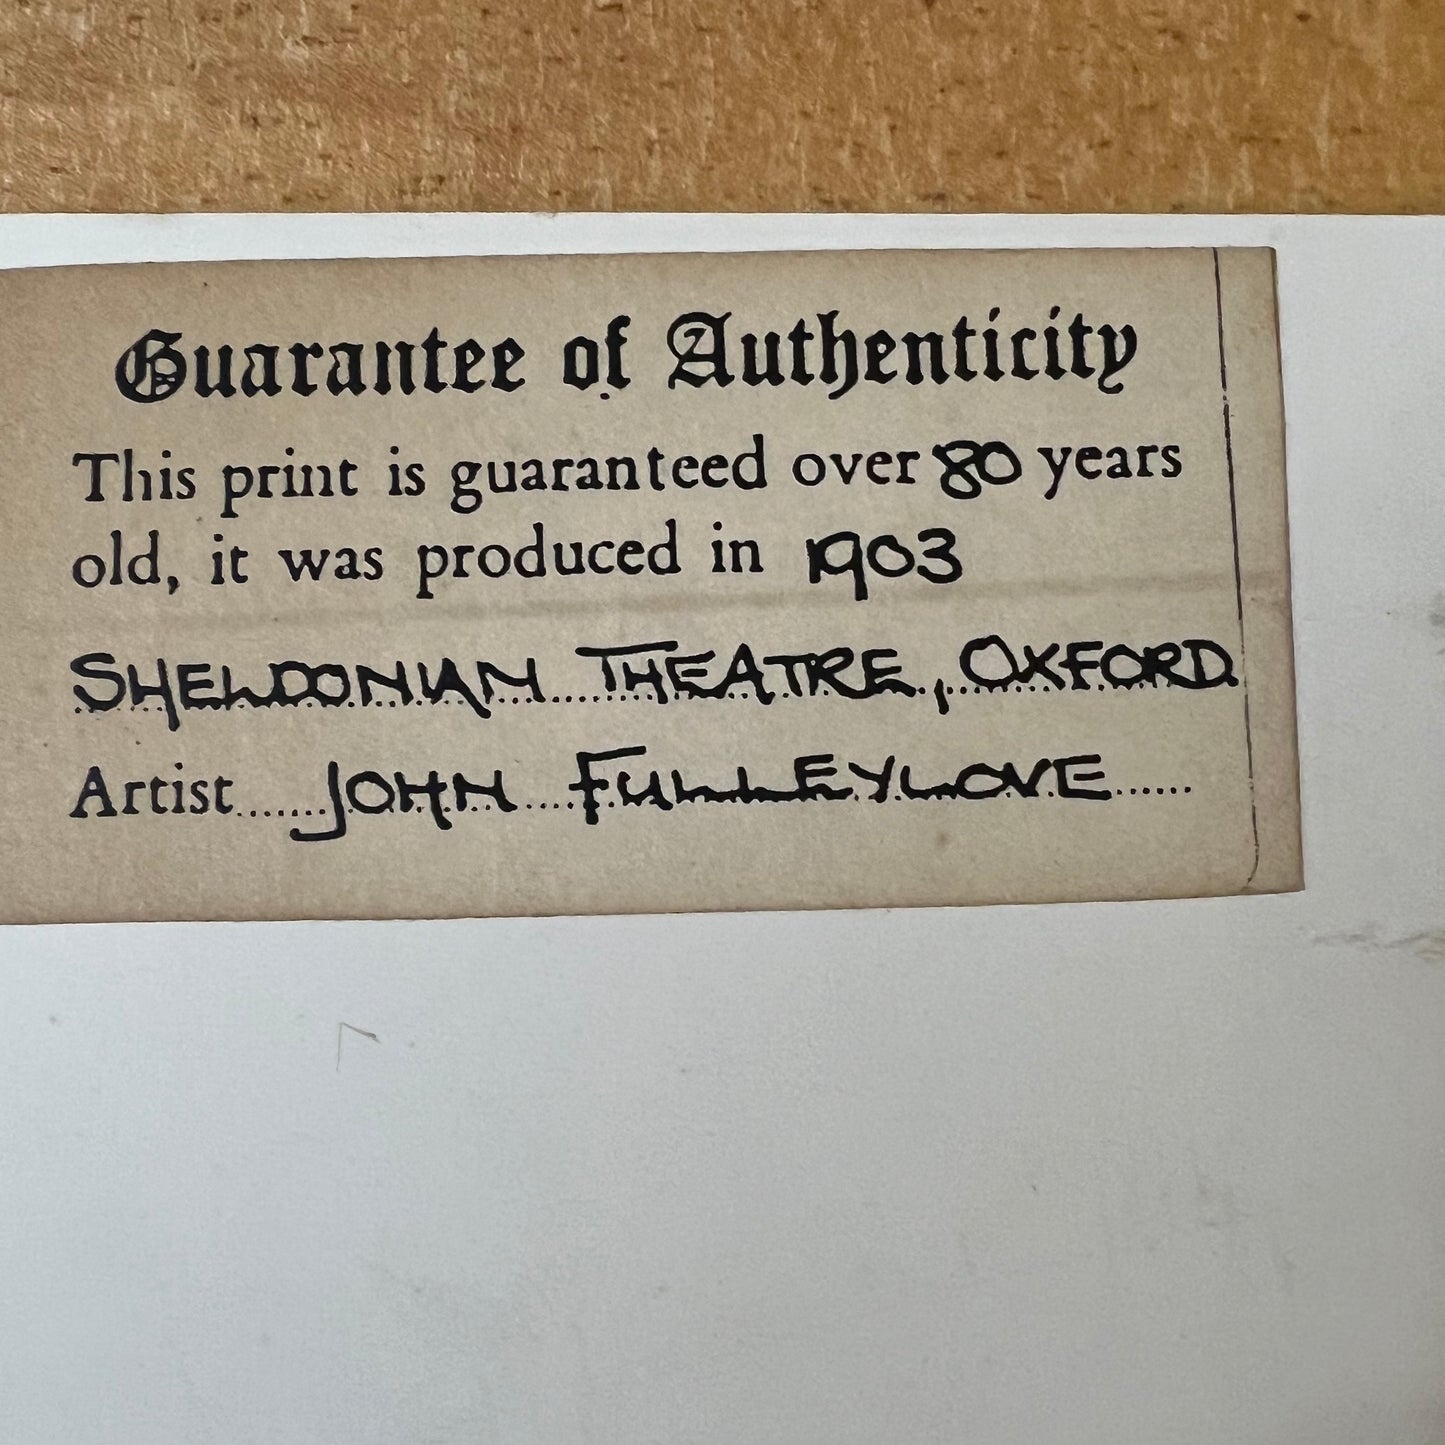 Guarantee of Authenticity
This print is guaranteed over 80 years
old, it was produced in 1903
SHELDONIAN THEATRE, OXFORD.
Artist......JOHN FULLEYLOVE......